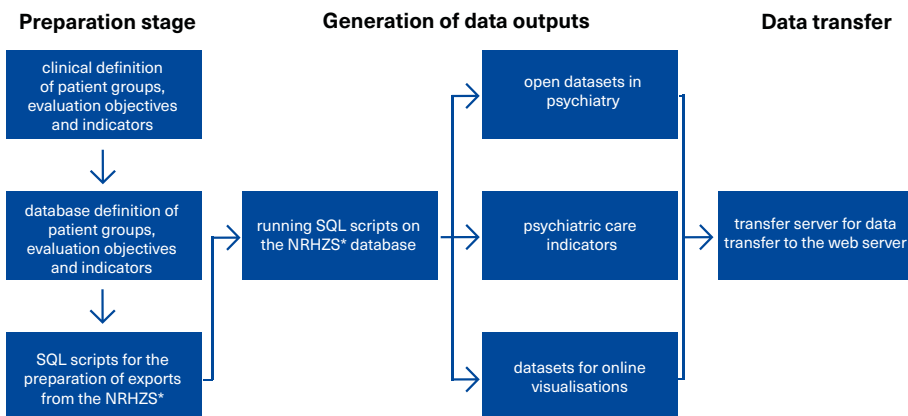 Preparation stage
Generation of data outputs
Data transfer
clinical definition
of patient groups,
evaluation objectives
and indicators
database definition of
patient groups,
evaluation objectives
and indicators
SQL scripts for the
preparation of exports
from the NRHZS*
running SQL scripts on
the NRHZS* database
open datasets in
psychiatry
psychiatric care
indicators
datasets for online
visualisations
transfer server for data
transfer to the web server